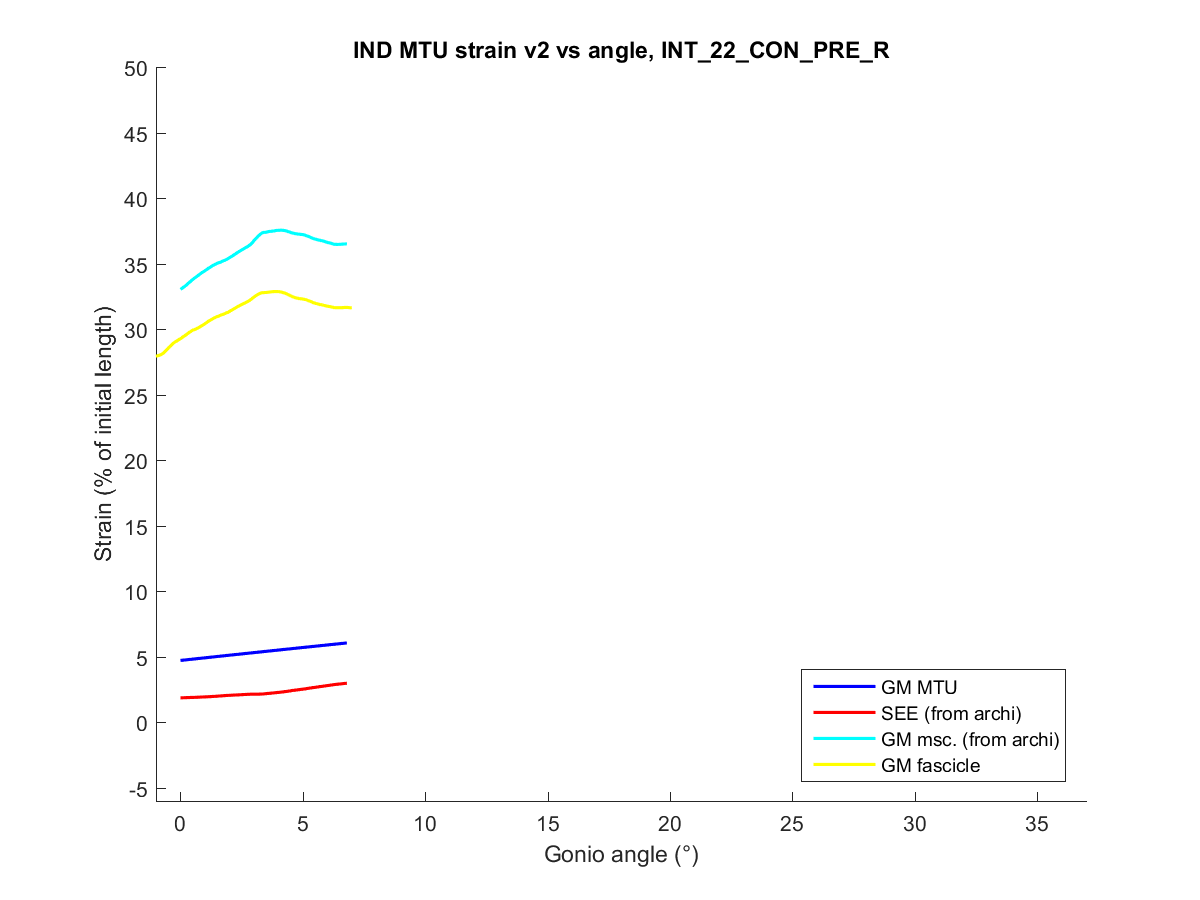 IND MTU strain v2 vs angle, INT_22_CON_PRE_R
50
45
40
35
30
25
20
15
10
5
0
-5
Strain (% of initial length)
0 5 10 15 20 25 30 35
Gonio angle (°)
GM MTU
SEE (from archi)
GM msc. (from archi)
GM fascicle